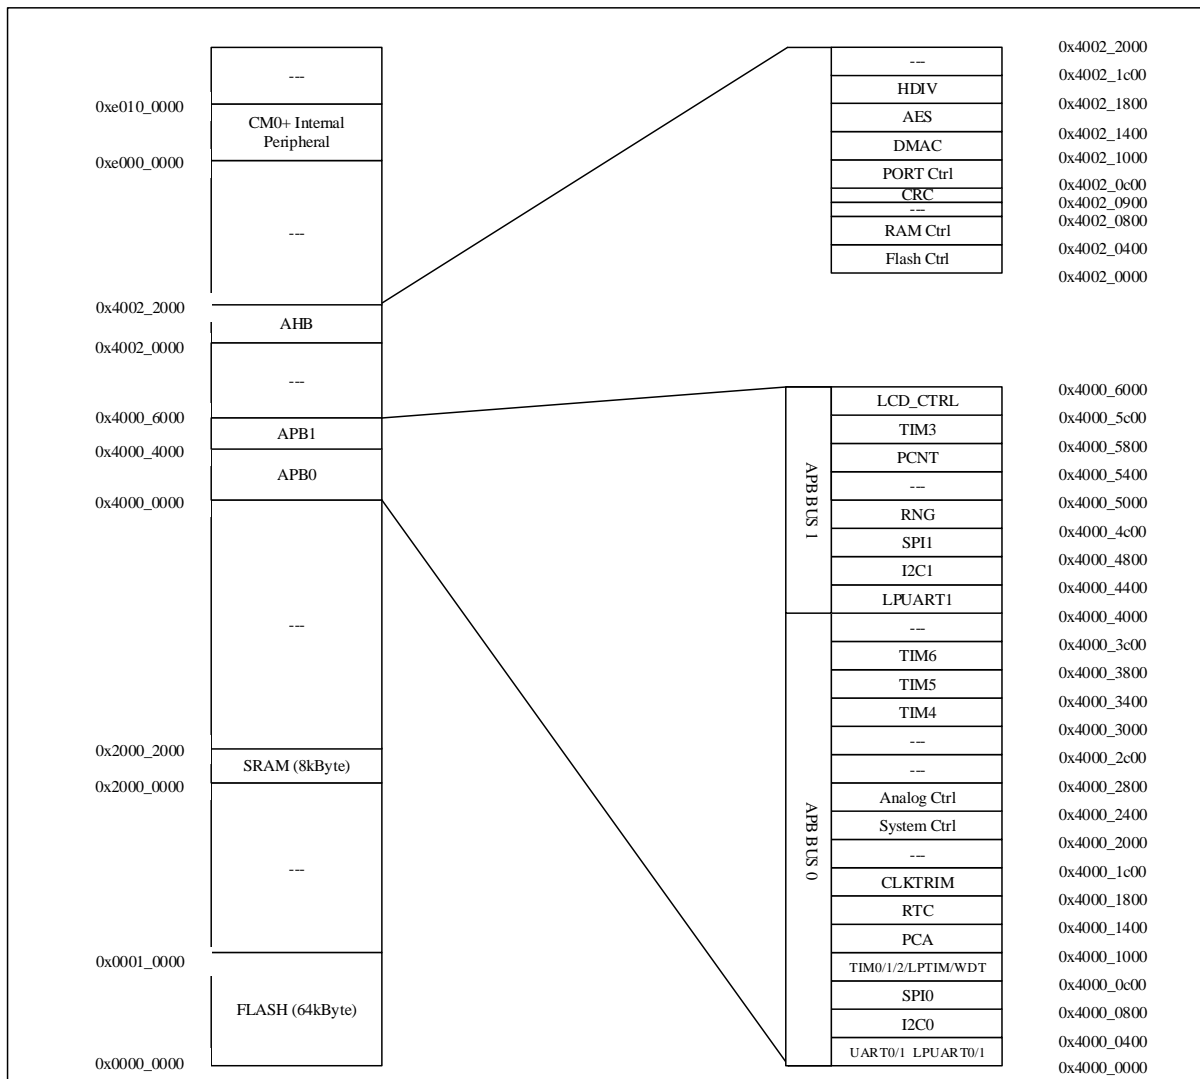 ---
0xe010_0000
CM0+ Internal
Peripheral
0xe000_0000
---
0x4002_2000
AHB
0x4002_0000
---
0x4000_6000
APB1
0x4000_4000
APB0
0x4000_0000
---
0x2000_2000
SRAM (8kByte)
0x2000_0000
---
0x0001_0000
FLASH (64kByte)
0x0000_0000
0x4002_2000
---
0x4002_1c00
HDIV
0x4002_1800
AES
0x4002_1400
DMAC
0x4002_1000
PORT Ctrl
0x4002_0c00
CRC
0x4002_0900
---
0x4002_0800
RAM Ctrl
0x4002_0400
Flash Ctrl
0x4002_0000
APB BUS 1
0x4000_6000
LCD_CTRL
0x4000_5c00
TIM3
0x4000_5800
PCNT
0x4000_5400
---
0x4000_5000
RNG
0x4000_4c00
SPI1
0x4000_4800
I2C1
0x4000_4400
LPUART1
0x4000_4000
APB BUS 0
---
0x4000_3c00
TIM6
0x4000_3800
TIM5
0x4000_3400
TIM4
0x4000_3000
---
0x4000_2c00
---
0x4000_2800
Analog Ctrl
0x4000_2400
System Ctrl
0x4000_2000
---
0x4000_1c00
CLKTRIM
0x4000_1800
RTC
0x4000_1400
PCA
0x4000_1000
TIM0/1/2/LPTIM/WDT
0x4000_0c00
SPI0
0x4000_0800
I2C0
0x4000_0400
UART0/1 LPUART0/1
0x4000_0000